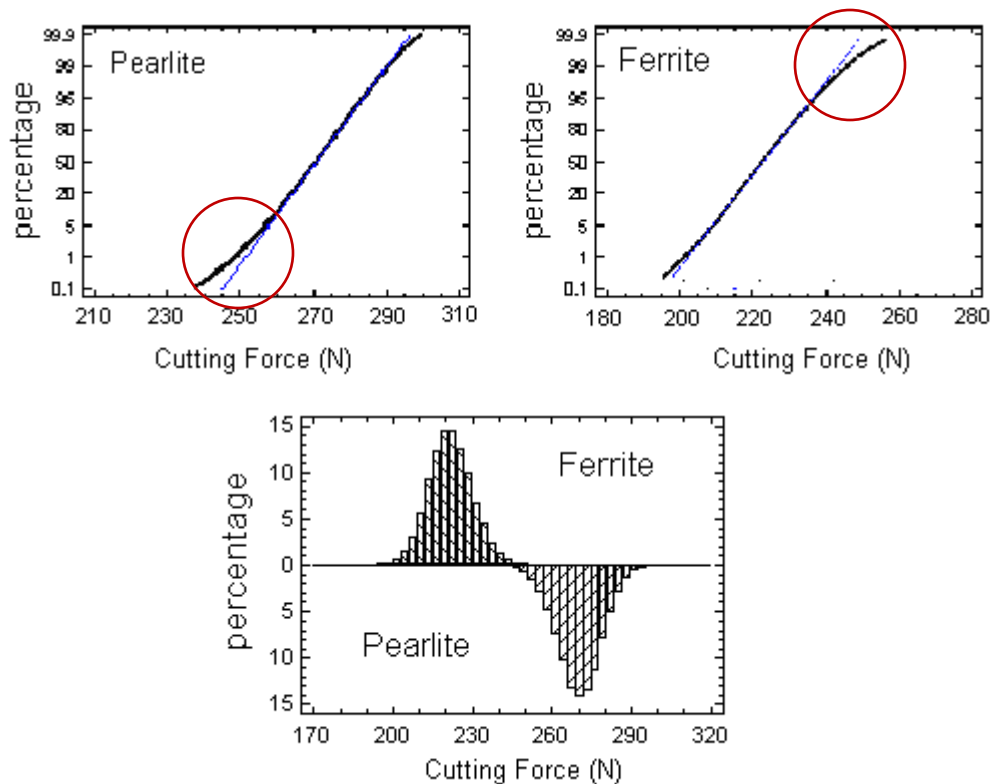 Pearlite
percentage
99.9
99
95
80
50
20
5
1
0.1
210 230 250 270 290 310
Cutting Force (N)
Ferrite
percentage
99.9
99
95
80
50
20
5
1
0.1
180 200 220 240 260 280
Cutting Force (N)
Ferrite
Pearlite
percentage
15
10
5
0
5
10
15
170 200 230 260 290 320
Cutting Force (N)